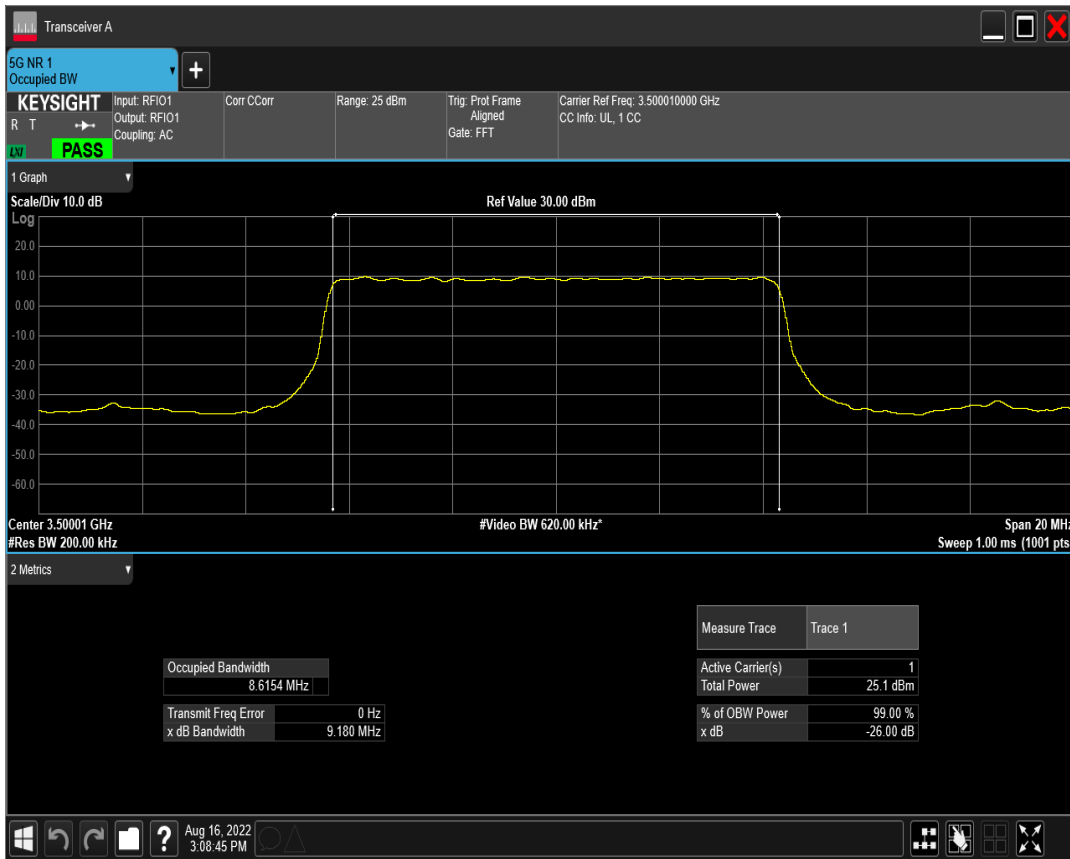 Transceiver A
5G NR 1
Occupied BW
+
KEYSIGHT
R T
LXI
PASS
Input: RFIO1
Output: RFIO1
Coupling: AC
Corr CCorr
Range: 25 dBm
Trig: Prot Frame
Aligned
Gate: FFT
Carrier Ref Freq: 3.500010000 GHz
CC Info: UL, 1 CC
1 Graph
Scale/Div 10.0 dB
Ref Value 30.00 dBm
Log
20.0
10.0
0.00
-10.0
-20.0
-30.0
-40.0
-50.0
-60.0
Center 3.50001 GHz
#Video BW 620.00 kHz*
Span 20 MHz
#Res BW 200.00 kHz
Sweep 1.00 ms (1001 pts
2 Metrics
Measure Trace Trace 1
Occupied Bandwidth
8.6154 MHz
Active Carrier(s) 1
Total Power 25.1 dBm
Transmit Freq Error 0 Hz
x dB Bandwidth 9.180 MHz
% of OBW Power 99.00 %
x dB -26.00 dB
?
Aug 16, 2022
3:08:45 PM